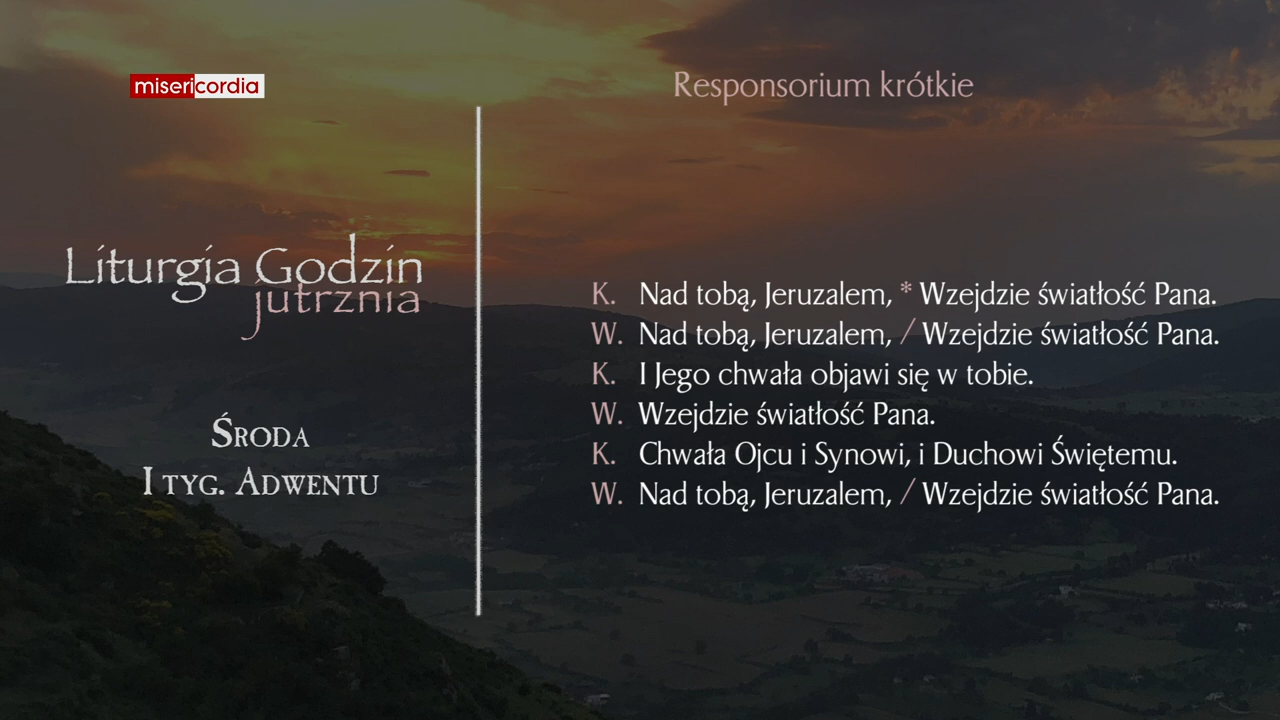 misericordia
Liturgia Godzin
jutrznia
Środa
I tyg. Adwentu
Responsorium krótkie
K. Nad tobą, Jeruzalem, * Wzejdzie światłość Pana.
W. Nad tobą, Jeruzalem, / Wzejdzie światłość Pana.
K. I Jego chwała objawi się w tobie.
W. Wzejdzie światłość Pana.
K. Chwała Ojcu i Synowi, i Duchowi Świętemu.
W. Nad tobą, Jeruzalem, / Wzejdzie światłość Pana.